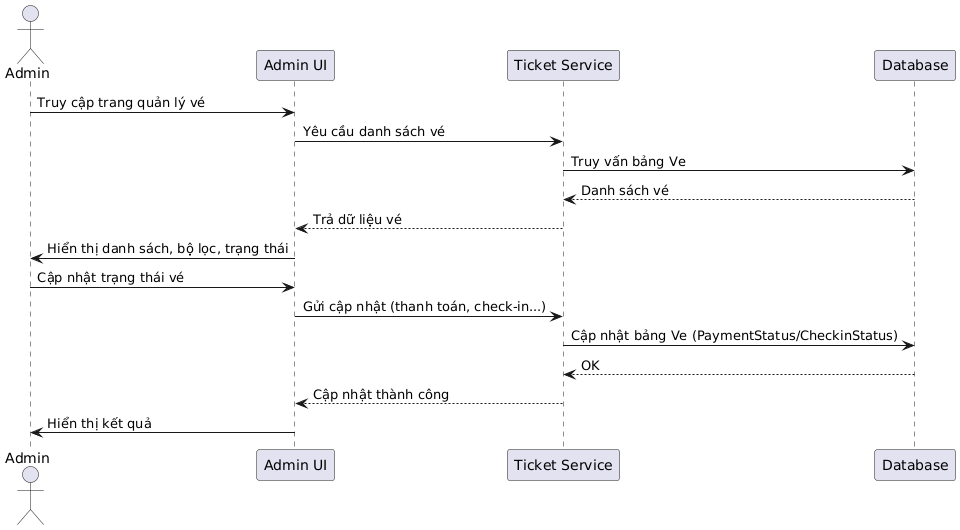 Admin
Admin UI
Ticket Service
Database
Truy cập trang quản lý vé
Yêu cầu danh sách vé
Truy vấn bảng Ve
Danh sách vé
Trả dữ liệu vé
Hiển thị danh sách, bộ lọc, trạng thái
Cập nhật trạng thái vé
Gửi cập nhật (thanh toán, check-in...)
Cập nhật bảng Ve (PaymentStatus/CheckinStatus)
OK
Cập nhật thành công
Hiển thị kết quả
Admin
Admin UI
Ticket Service
Database